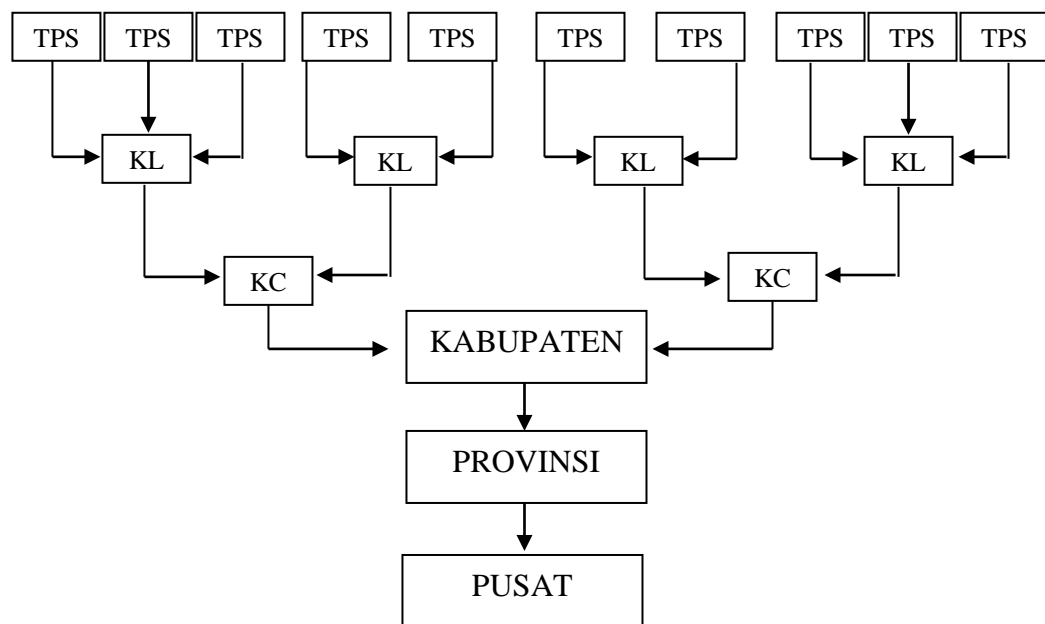 TPS TPS TPS TPS TPS TPS TPS TPS TPS TPS
KL KL KL KL
KC KC
KABUPATEN
PROVINSI
PUSAT